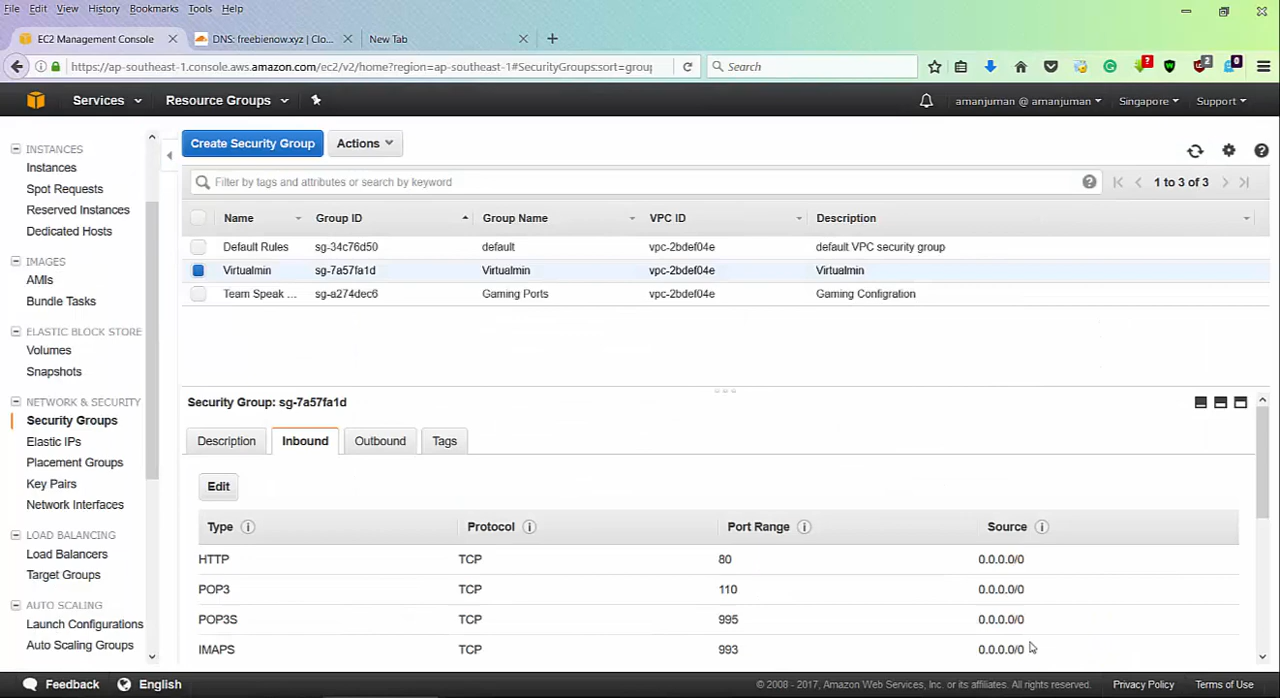 File Edit View History Bookmarks Tools Help
EC2 Management Console DNS: freebienow.xyz | Clo... New Tab
https://ap-southeast-1.console.aws.amazon.com/ec2/v2/home?region=ap-southeast-1#SecurityGroups:sort=grou Search ? 2 0
Services Resource Groups amanjuman @ amanjuman Singapore Support
INSTANCES
Instances
Spot Requests
Reserved Instances
Dedicated Hosts
IMAGES
AMIs
Bundle Tasks
ELASTIC BLOCK STORE
Volumes
Snapshots
NETWORK & SECURITY
Security Groups
Elastic IPs
Placement Groups
Key Pairs
Network Interfaces
LOAD BALANCING
Load Balancers
Target Groups
AUTO SCALING
Launch Configurations
Auto Scaling Groups
Create Security Group Actions
Filter by tags and attributes or search by keyword 1 to 3 of 3
Name Group ID Group Name VPC ID Description
Default Rules sg-34c76d50 default vpc-2bdef04e default VPC security group
Virtualmin sg-7a57fa1d Virtualmin vpc-2bdef04e Virtualmin
Team Speak ... sg-a274dec6 Gaming Ports vpc-2bdef04e Gaming Configration
Security Group: sg-7a57fa1d
Description Inbound Outbound Tags
Edit
Type Protocol Port Range Source
HTTP TCP 80 0.0.0.0/0
POP3 TCP 110 0.0.0.0/0
POP3S TCP 995 0.0.0.0/0
IMAPS TCP 993 0.0.0.0/0
Feedback English © 2008 - 2017, Amazon Web Services, Inc. or its affiliates. All rights reserved. Privacy Policy Terms of Use